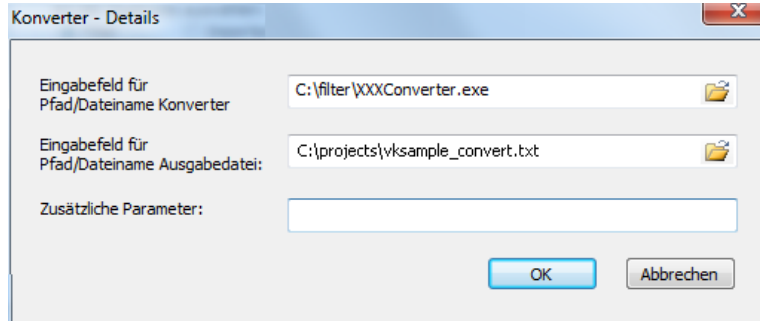 Konverter - Details
Eingabefeld für
Pfad/Dateiname Konverter
C:\filter\XXXConverter.exe
Eingabefeld für
Pfad/Dateiname Ausgabedatei:
C:\projects\vksample_convert.txt
Zusätzliche Parameter:
OK
Abbrechen